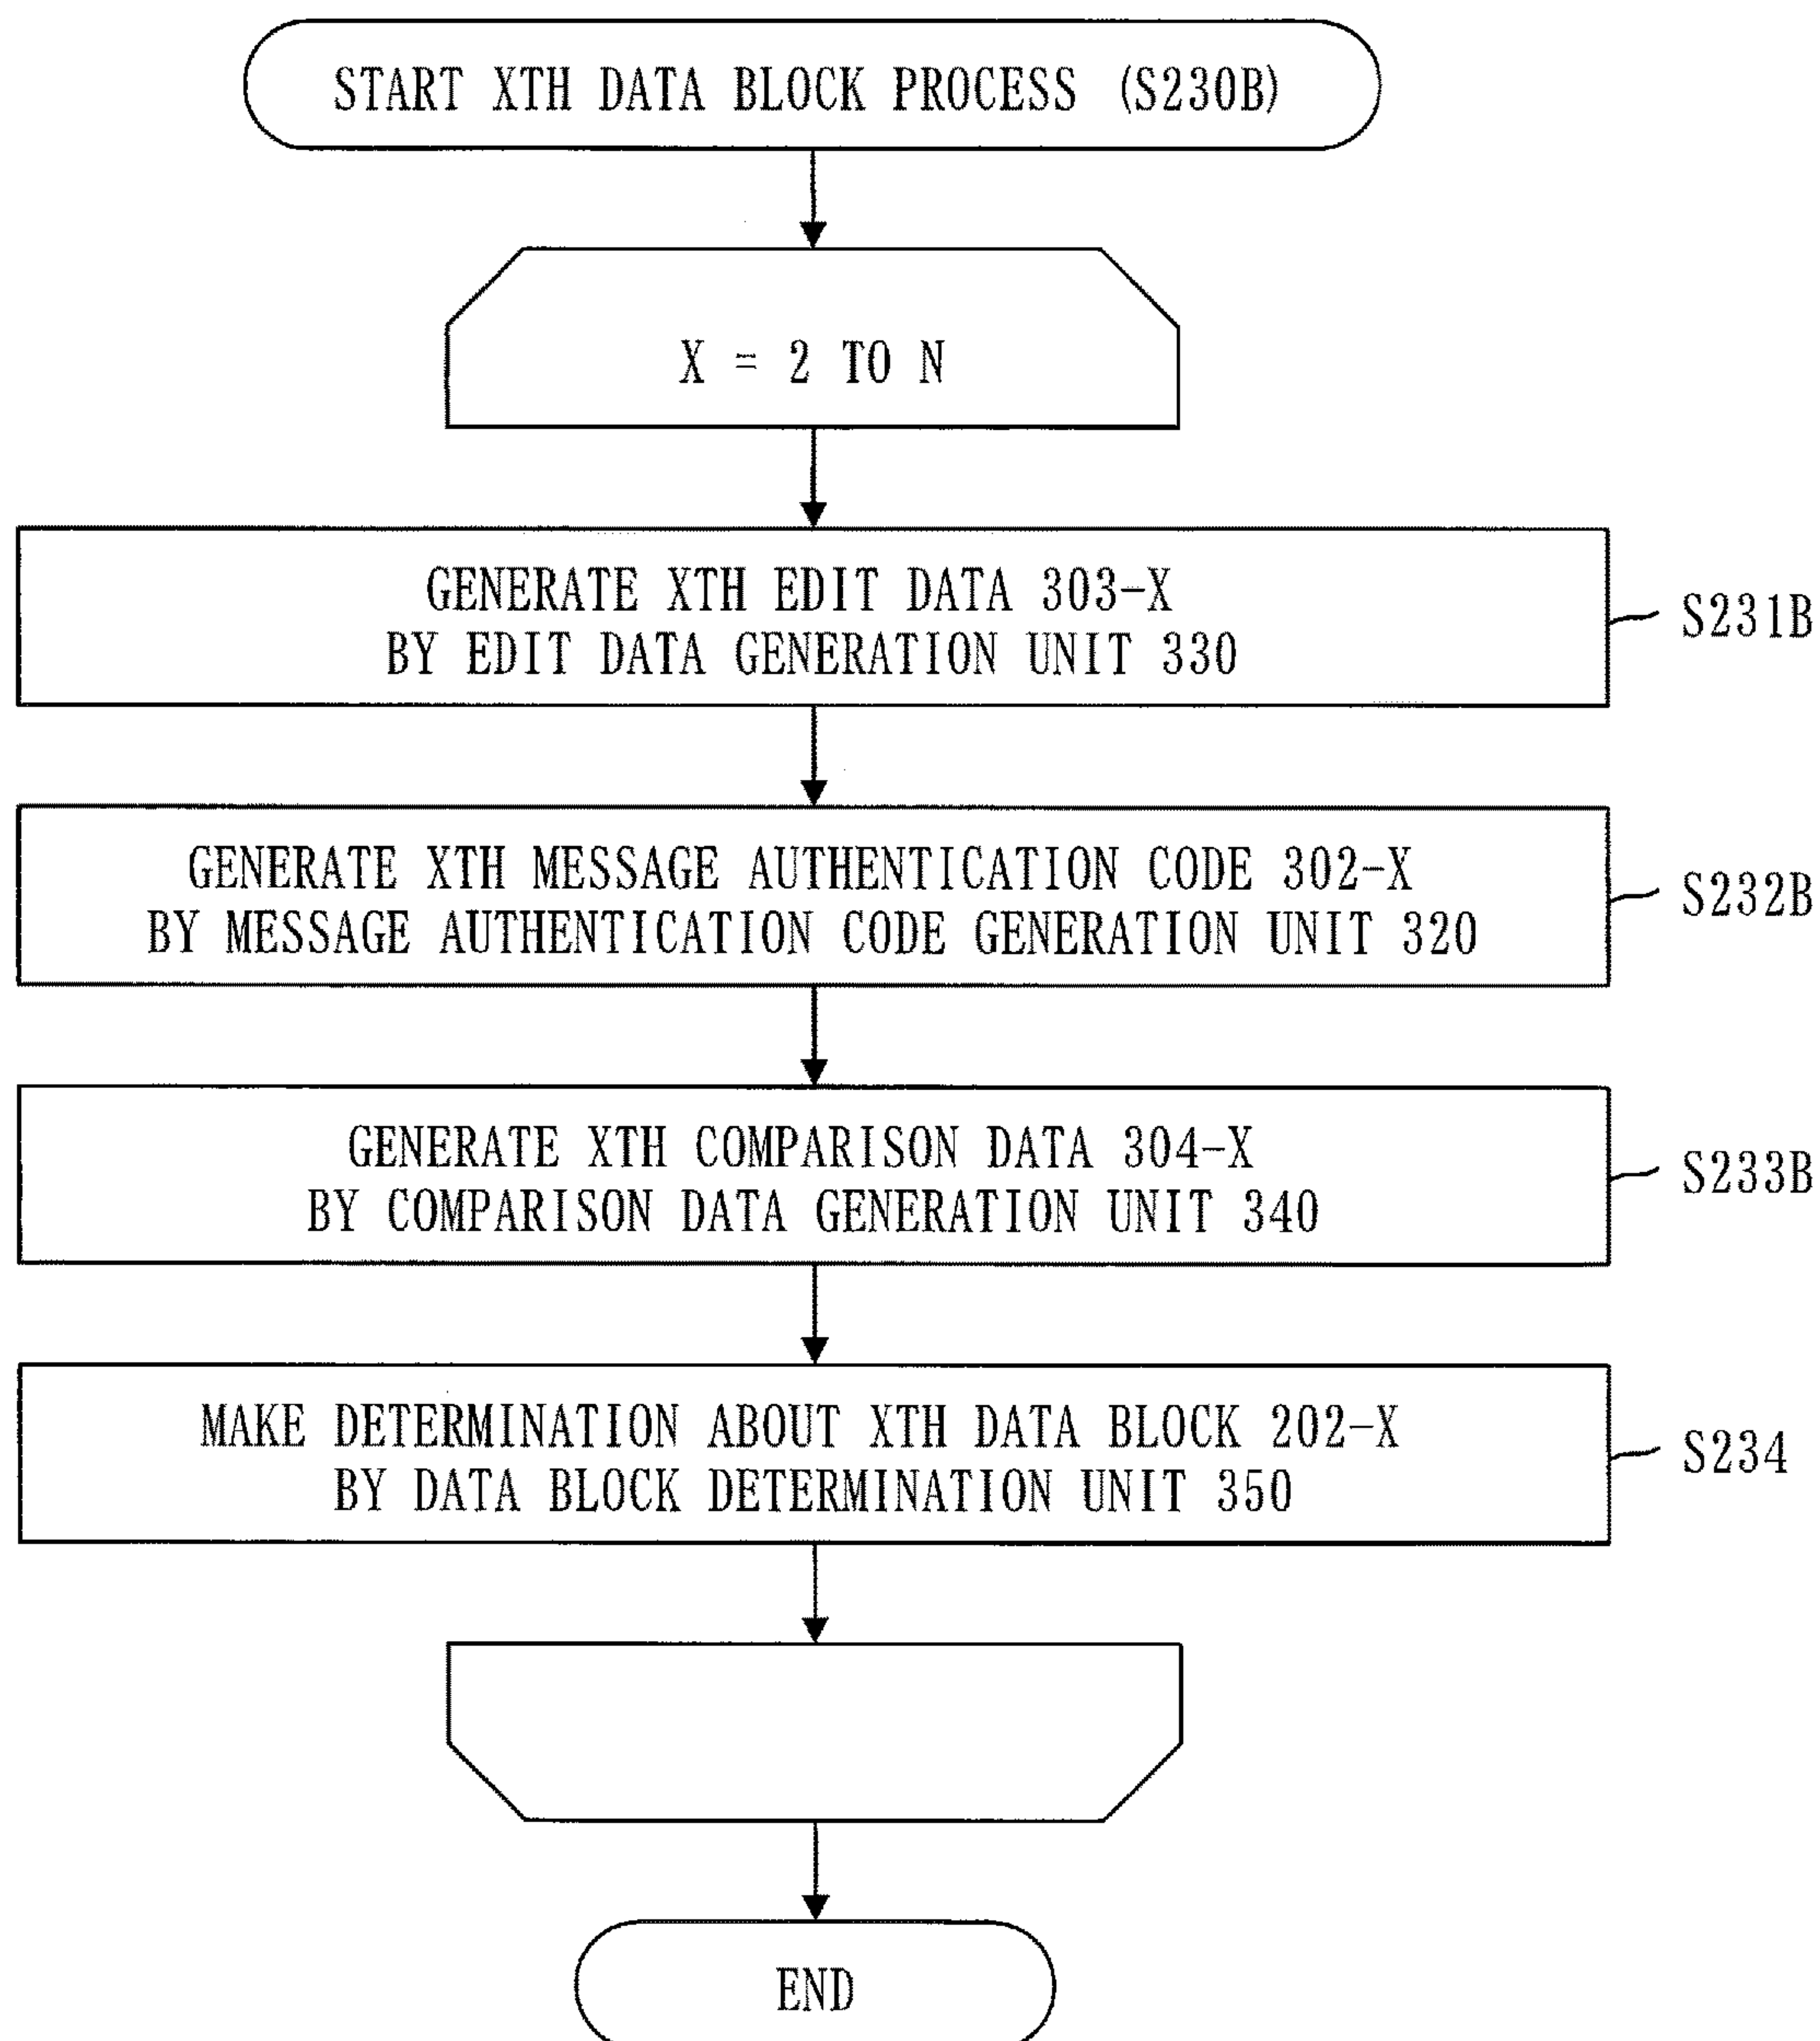 START XTH DATA BLOCK PROCESS (S230B)
X = 2 TO N
GENERATE XTH EDIT DATA 303-X
BY EDIT DATA GENERATION UNIT 330
S231B
GENERATE XTH MESSAGE AUTHENTICATION CODE 302-X
BY MESSAGE AUTHENTICATION CODE GENERATION UNIT 320
S232B
GENERATE XTH COMPARISON DATA 304-X
BY COMPARISON DATA GENERATION UNIT 340
S233B
MAKE DETERMINATION ABOUT XTH DATA BLOCK 202-X
BY DATA BLOCK DETERMINATION UNIT 350
S234
END